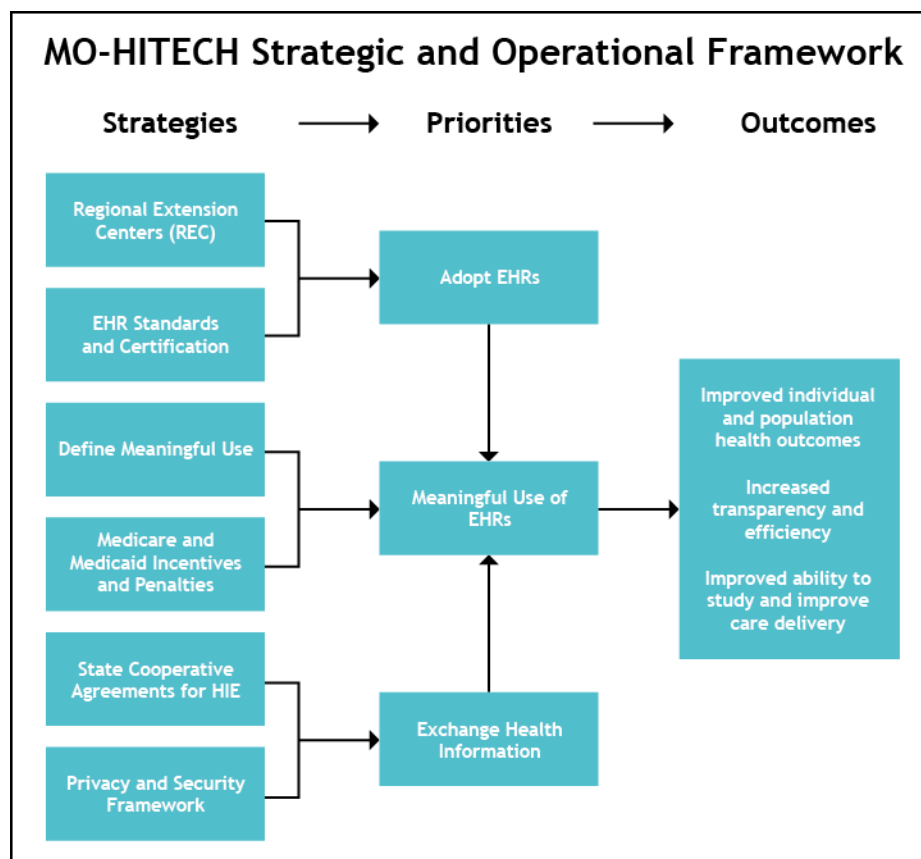 MO-HITECH Strategic and Operational Framework
Strategies
Priorities
Outcomes
Regional Extension
Centers (REC)
EHR Standards
and Certification
Define Meaningful Use
Medicare and
Medicaid Incentives
and Penalties
State Cooperative
Agreements for HIE
Privacy and Security
Framework
Adopt EHRs
Meaningful Use of
EHRs
Exchange Health
Information
Improved individual
and population
health outcomes
Increased
transparency and
efficiency
Improved ability to
study and improve
care delivery